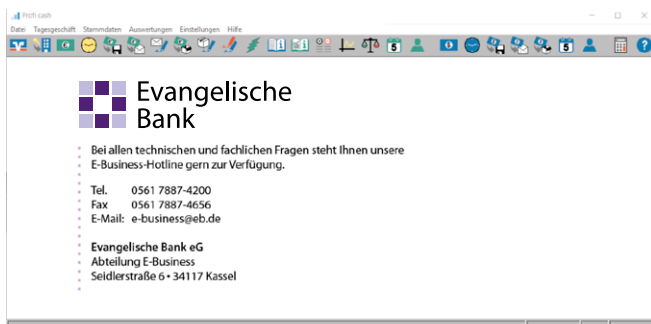 Profi cash
Datei Tagesgeschäft Stammdaten Auswertungen Einstellungen Hilfe
Evangelische
Bank
Bei allen technischen und fachlichen Fragen steht Ihnen unsere
E-Business-Hotline gern zur Verfügung.
Tel. 0561 7887-4200
Fax 0561 7887-4656
E-Mail: e-business@eb.de
Evangelische Bank eG
Abteilung E-Business
Seidlerstraße 6 • 34117 Kassel